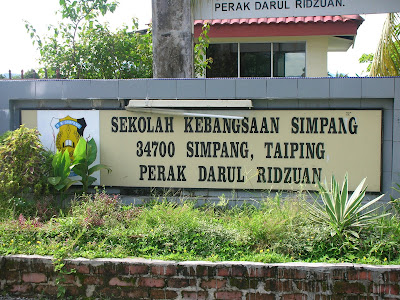 PERAK DARUL RIDZUAN.
SEKOLAH KEBANGSAAN SIMPANG
34700 SIMPANG, TAIPING
PERAK DARUL RIDZUAN